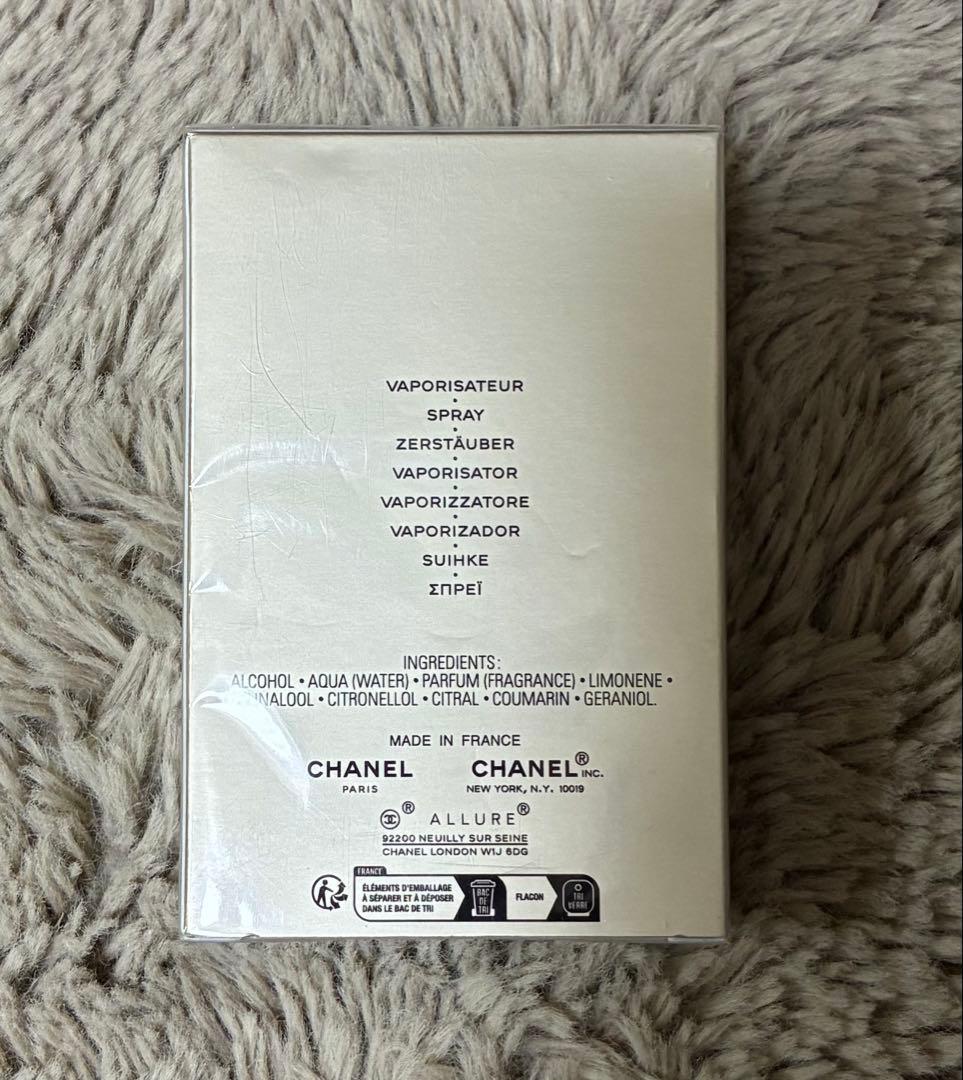 VAPORISATEUR
•
SPRAY
•
ZERSTÄUBER
•
VAPORISATOR
•
VAPORIZZATORE
•
VAPORIZADOR
•
SUIHKE
•
ΣΠΡΕΪ
INGREDIENTS:
ALCOHOL • AQUA (WATER) • PARFUM (FRAGRANCE) • LIMONENE •
LINALOOL • CITRONELLOL • CITRAL • COUMARIN • GERANIOL.
MADE IN FRANCE
CHANEL CHANEL® INC.
PARIS NEW YORK, N.Y. 10019
® ALLURE®
92200 NEUILLY SUR SEINE
CHANEL LONDON W1J 6DG
FRANCE
ÉLÉMENTS D'EMBALLAGE
À SÉPARER ET À DÉPOSER
DANS LE BAC DE TRI
BAC
DE
TRI
FLACON
TRI
VERRE